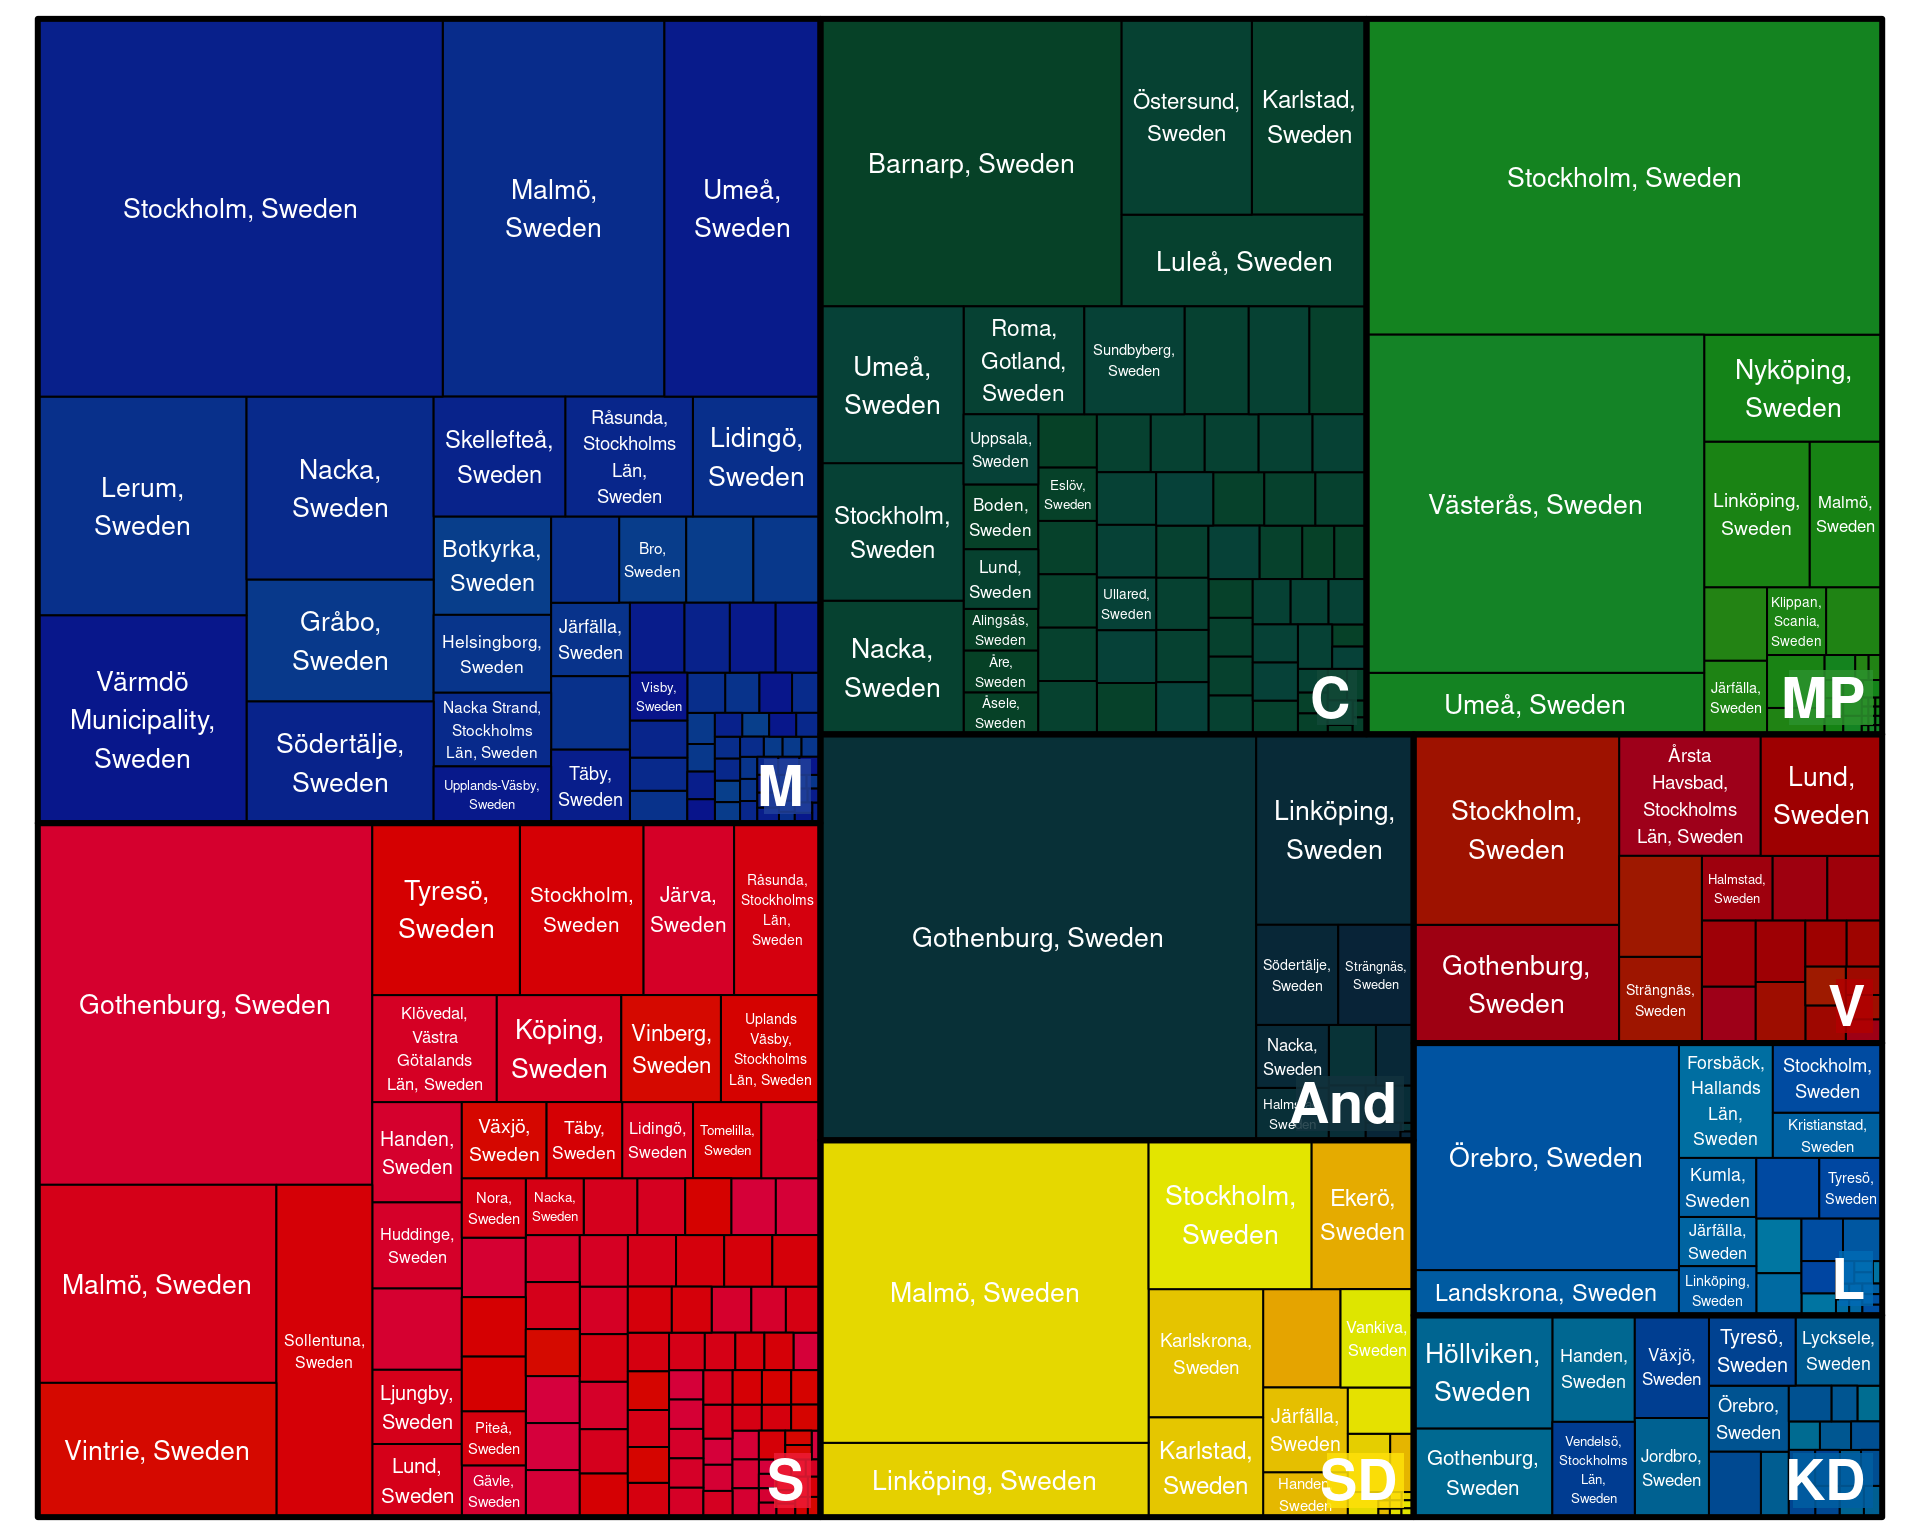 Stockholm, Sweden
Malmö,
Sweden
Umeå,
Sweden
Lerum,
Sweden
Nacka,
Sweden
Skellefteå,
Sweden
Råsunda,
Stockholms
Län,
Sweden
Lidingö,
Sweden
Värmdö
Municipality,
Sweden
Gråbo,
Sweden
Södertälje,
Sweden
Botkyrka,
Sweden
Bro,
Sweden
Helsingborg,
Sweden
Järfälla,
Sweden
Nacka Strand,
Stockholms
Län, Sweden
Visby,
Sweden
Upplands-Väsby,
Sweden
Täby,
Sweden
M
Barnarp, Sweden
Östersund,
Sweden
Karlstad,
Sweden
Luleå, Sweden
Umeå,
Sweden
Roma,
Gotland,
Sweden
Sundbyberg,
Sweden
Stockholm,
Sweden
Uppsala,
Sweden
Eslöv,
Sweden
Boden,
Sweden
Lund,
Sweden
Ullared,
Sweden
Nacka,
Sweden
Alingsås,
Sweden
Åre,
Sweden
Åsele,
Sweden
C
Stockholm, Sweden
Västerås, Sweden
Nyköping,
Sweden
Linköping,
Sweden
Malmö,
Sweden
Klippan,
Scania,
Sweden
Järfälla,
Sweden
Umeå, Sweden
MP
Gothenburg, Sweden
Tyresö,
Sweden
Stockholm,
Sweden
Järva,
Sweden
Råsunda,
Stockholms
Län,
Sweden
Klövedal,
Västra
Götalands
Län, Sweden
Köping,
Sweden
Vinberg,
Sweden
Uplands
Väsby,
Stockholms
Län, Sweden
Handen,
Sweden
Växjö,
Sweden
Täby,
Sweden
Lidingö,
Sweden
Tomelilla,
Sweden
Malmö, Sweden
Sollentuna,
Sweden
Huddinge,
Sweden
Nora,
Sweden
Nacka,
Sweden
Vintrie, Sweden
Ljungby,
Sweden
Piteå,
Sweden
Lund,
Sweden
Gävle,
Sweden
S
Gothenburg, Sweden
Linköping,
Sweden
Södertälje,
Sweden
Strängnäs,
Sweden
Nacka,
Sweden
And
Malmö, Sweden
Stockholm,
Sweden
Ekerö,
Sweden
Karlskrona,
Sweden
Vankiva,
Sweden
Järfälla,
Sweden
Linköping, Sweden
Karlstad,
Sweden
Handen,
Sweden
SD
Stockholm,
Sweden
Årsta
Havsbad,
Stockholms
Län, Sweden
Lund,
Sweden
Halmstad,
Sweden
Gothenburg,
Sweden
Strängnäs,
Sweden
V
Örebro, Sweden
Forsbäck,
Hallands
Län,
Sweden
Stockholm,
Sweden
Kristianstad,
Sweden
Kumla,
Sweden
Tyresö,
Sweden
Järfälla,
Sweden
Landskrona, Sweden
Linköping,
Sweden
L
Höllviken,
Sweden
Handen,
Sweden
Växjö,
Sweden
Tyresö,
Sweden
Lycksele,
Sweden
Örebro,
Sweden
Gothenburg,
Sweden
Vendelsö,
Stockholms
Län,
Sweden
Jordbro,
Sweden
KD